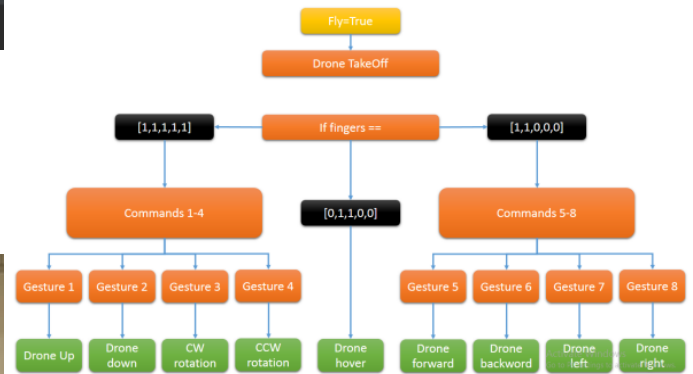 Fly=True
Drone TakeOff
[1,1,1,1,1]
If fingers ==
[1,1,0,0,0]
Commands 1-4
[0,1,1,0,0]
Commands 5-8
Gesture 1
Gesture 2
Gesture 3
Gesture 4
Gesture 5
Gesture 6
Gesture 7
Gesture 8
Drone Up
Drone
down
CW
rotation
CCW
rotation
Drone
hover
Drone
forward
Drone
backword
Drone
left
Drone
right